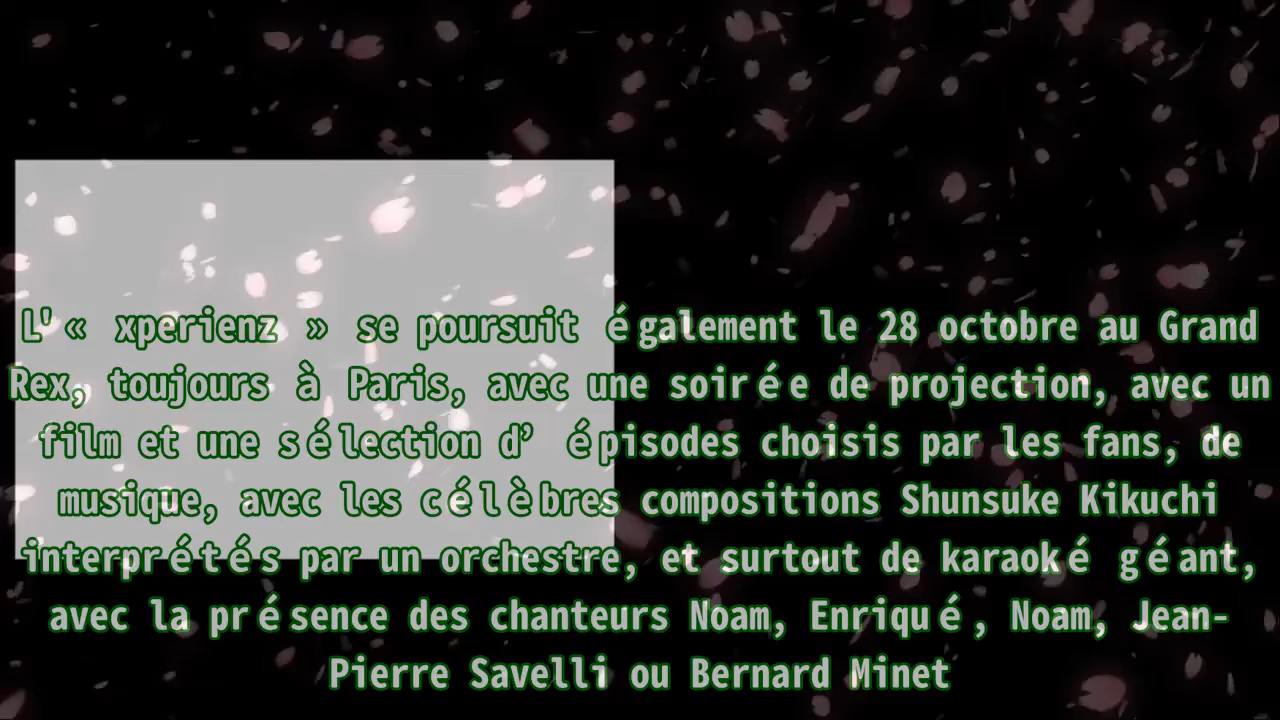 L'« xperienz » se poursuit également le 28 octobre au Grand
Rex, toujours à Paris, avec une soirée de projection, avec un
film et une sélection d’ épisodes choisis par les fans, de
musique, avec les célèbres compositions Shunsuke Kikuchi
interprétés par un orchestre, et surtout de karaoké géant,
avec la présence des chanteurs Noam, Enriqué, Noam, Jean-
Pierre Savelli ou Bernard Minet